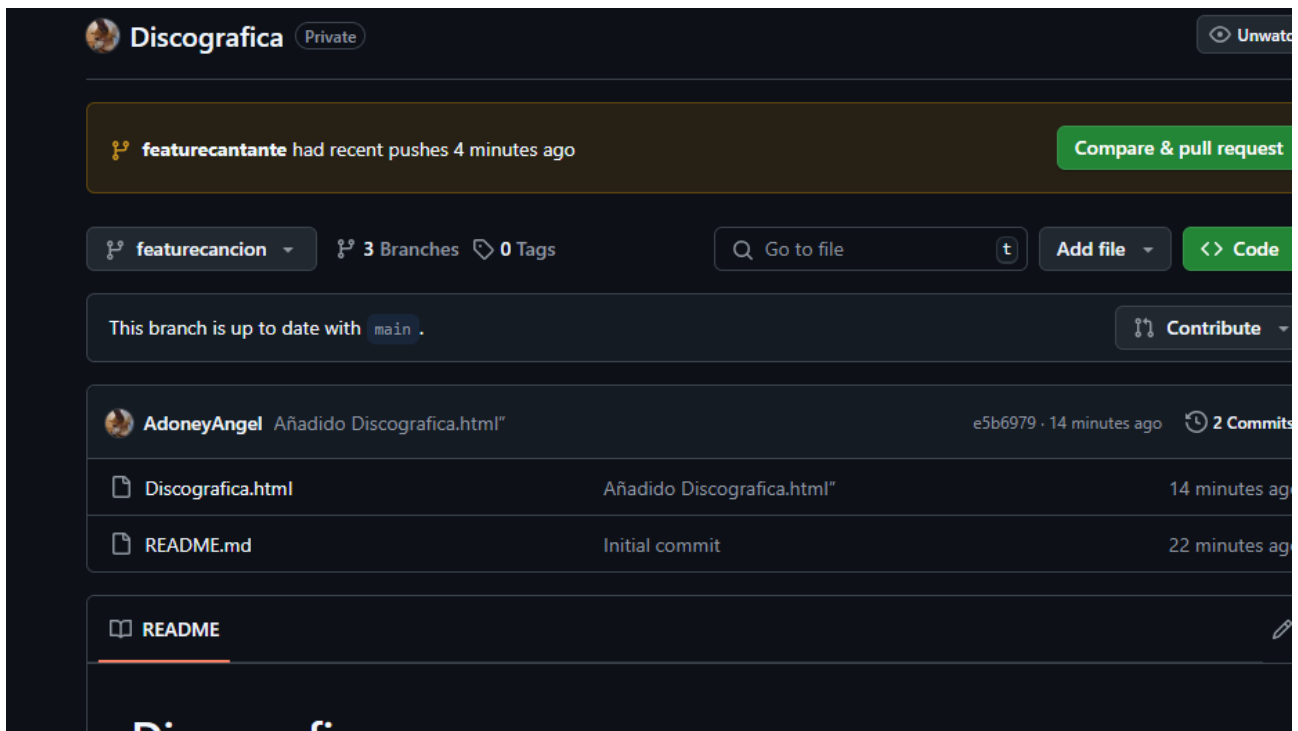 Discografica Private Unwatc
featurecantante had recent pushes 4 minutes ago Compare & pull request
featurecancion 3 Branches 0 Tags Go to file t Add file Code
This branch is up to date with main . Contribute
AdoneyAngel Añadido Discografica.html” e5b6979 · 14 minutes ago 2 Commits
Discografica.html Añadido Discografica.html” 14 minutes ago
README.md Initial commit 22 minutes ago
README